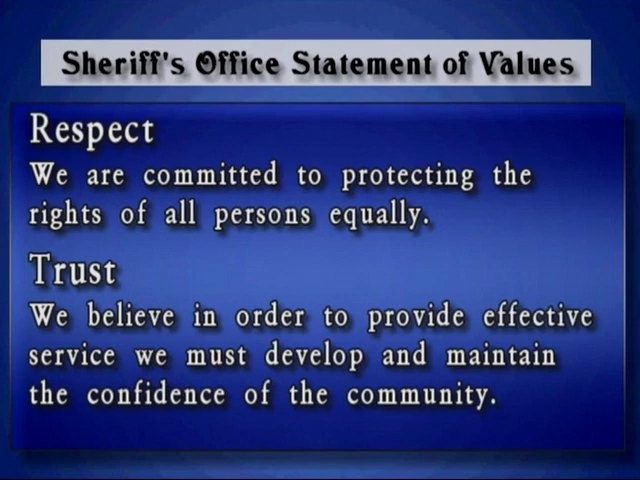 Sheriff's Office Statement of Values
Respect
We are committed to protecting the
rights of all persons equally.
Trust
We believe in order to provide effective
service we must develop and maintain
the confidence of the community.